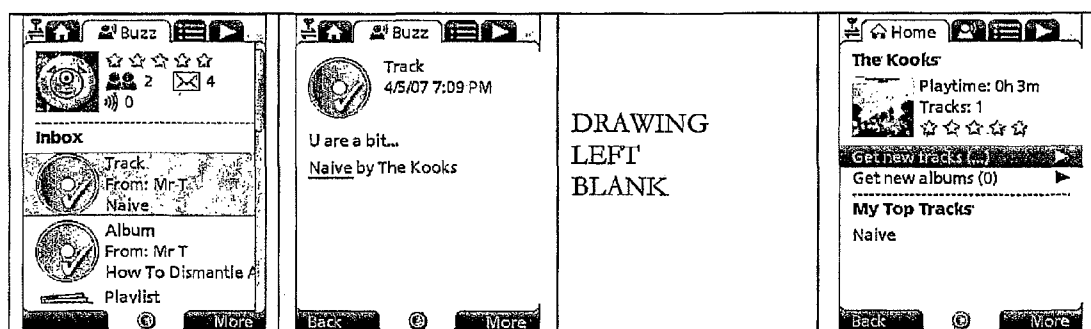 Buzz
2
4
0
Inbox
Track
From: Mr T
Naive
Album
From: Mr T
How To Dismantle A
Playlist
More
Buzz
Track
4/5/07 7:09 PM
U are a bit...
Naive by The Kooks
Back
More
DRAWING
LEFT
BLANK
Home
The Kooks
Playtime: 0h 3m
Tracks: 1
Get new tracks (...)
Get new albums (0)
My Top Tracks
Naive
Back
More